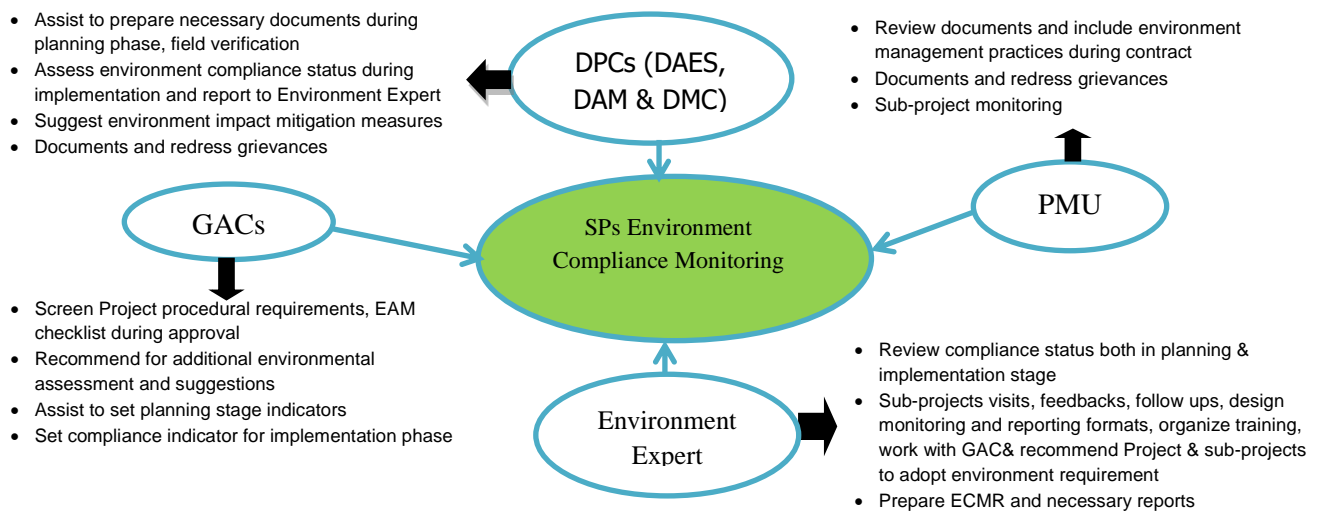 • Assist to prepare necessary documents during
planning phase, field verification
• Assess environment compliance status during
implementation and report to Environment Expert
• Suggest environment impact mitigation measures
• Documents and redress grievances
DPCs (DAES,
DAM & DMC)
• Review documents and include environment
management practices during contract
• Documents and redress grievances
• Sub-project monitoring
GACs
SPs Environment
Compliance Monitoring
PMU
• Screen Project procedural requirements, EAM
checklist during approval
• Recommend for additional environmental
assessment and suggestions
• Assist to set planning stage indicators
• Set compliance indicator for implementation phase
Environment
Expert
• Review compliance status both in planning &
implementation stage
• Sub-projects visits, feedbacks, follow ups, design
monitoring and reporting formats, organize training,
work with GAC& recommend Project & sub-projects
to adopt environment requirement
• Prepare ECMR and necessary reports